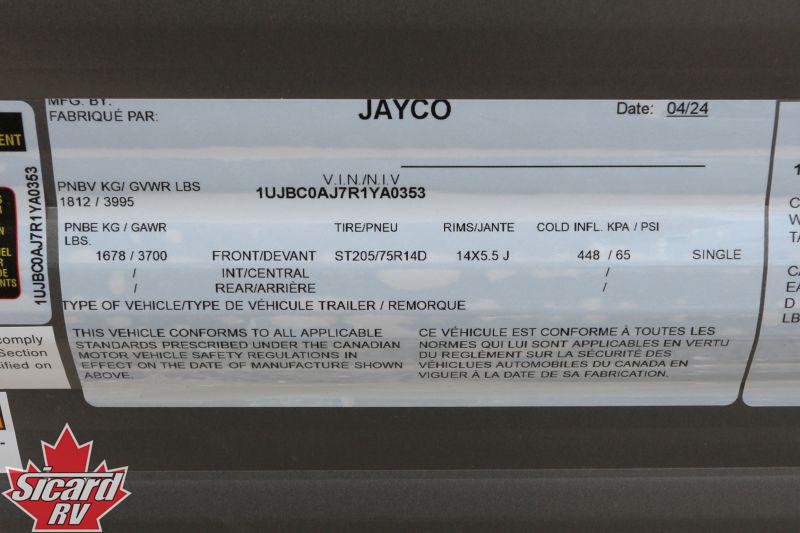 MFG. BY:
FABRIQUÉ PAR:
JAYCO
Date: 04/24
V.I.N./N.I.V
PNBV KG/ GVWR LBS
1UJBC0AJ7R1YA0353
1812 / 3995
PNBE KG / GAWR LBS. TIRE/PNEU RIMS/JANTE COLD INFL. KPA / PSI
1678 / 3700 FRONT/DEVANT ST205/75R14D 14X5.5 J 448 / 65 SINGLE
/ INT/CENTRAL /
/ REAR/ARRIÈRE /
TYPE OF VEHICLE/TYPE DE VÉHICULE TRAILER / REMORQUE
THIS VEHICLE CONFORMS TO ALL APPLICABLE
STANDARDS PRESCRIBED UNDER THE CANADIAN
MOTOR VEHICLE SAFETY REGULATIONS IN
EFFECT ON THE DATE OF MANUFACTURE SHOWN
ABOVE.
CE VÉHICULE EST CONFORME À TOUTES LES
NORMES QUI LUI SONT APPLICABLES EN VERTU
DU REGLEMENT SUR LA SÉCURITÉ DES
VÉHICLUES AUTOMOBILES DU CANADA EN
VIGUER À LA DATE DE SA FABRICATION.
1UJBC0AJ7R1YA0353
comply
Section
ified on
Sicard
RV